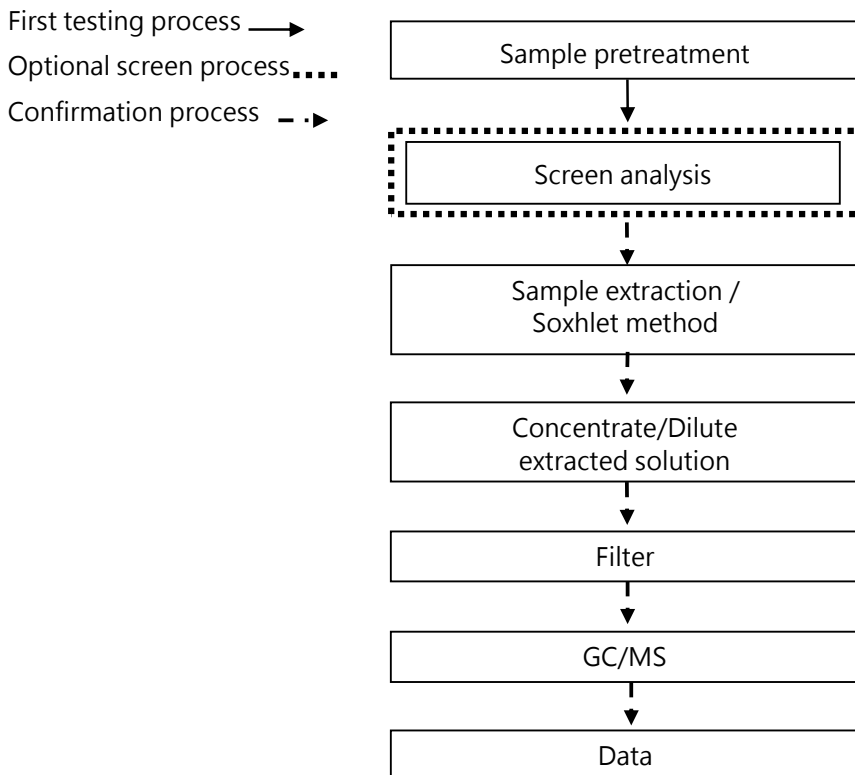 First testing process
Optional screen process
Confirmation process
Sample pretreatment
Screen analysis
Sample extraction /
Soxhlet method
Concentrate/Dilute
extracted solution
Filter
GC/MS
Data